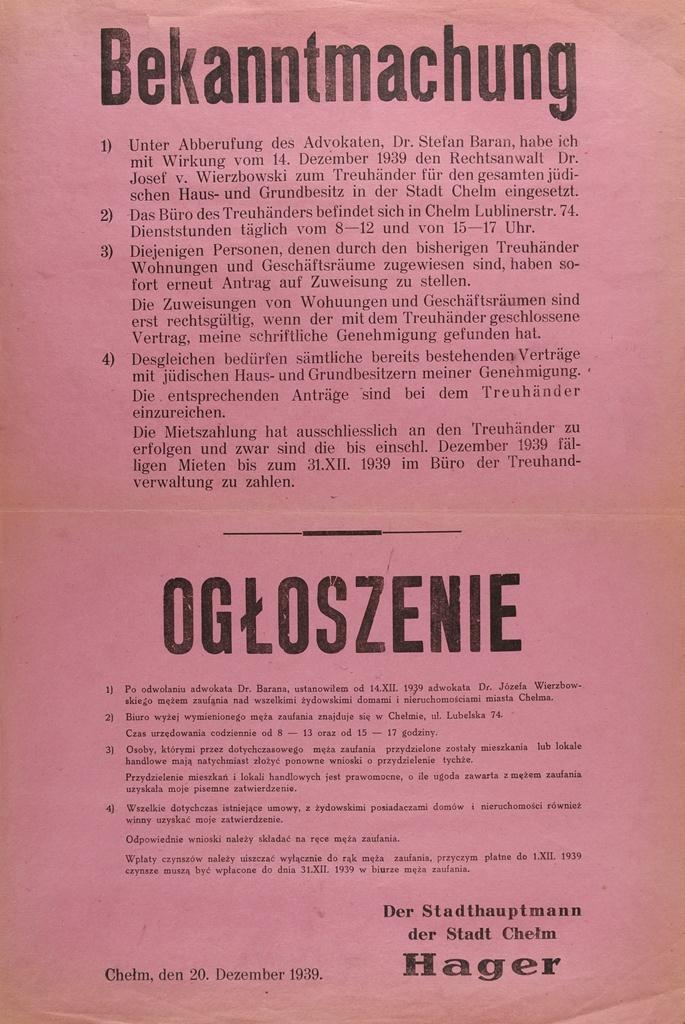 Bekanntmachung
1) Unter Abberufung des Advokaten, Dr. Stefan Baran, habe ich
mit Wirkung vom 14. Dezember 1939 den Rechtsanwalt Dr.
Josef v. Wierzbowski zum Treuhänder für den gesamten jüdi-
schen Haus- und Grundbesitz in der Stadt Chelm eingesetzt.
2) Das Büro des Treuhänders befindet sich in Chelm Lublinerstr. 74.
Dienststunden täglich vom 8—12 und von 15—17 Uhr.
3) Diejenigen Personen, denen durch den bisherigen Treuhänder
Wohnungen und Geschäftsräume zugewiesen sind, haben so-
fort erneut Antrag auf Zuweisung zu stellen.
Die Zuweisungen von Wohuungen und Geschäftsräumen sind
erst rechtsgültig, wenn der mit dem Treuhänder geschlossene
Vertrag, meine schriftliche Genehmigung gefunden hat.
4) Desgleichen bedürfen sämtliche bereits bestehenden Verträge
mit jüdischen Haus- und Grundbesitzern meiner Genehmigung.
Die entsprechenden Anträge sind bei dem Treuhänder
einzureichen.
Die Mietszahlung hat ausschliesslich an den Treuhänder zu
erfolgen und zwar sind die bis einschl. Dezember 1939 fäl-
ligen Mieten bis zum 31.XII. 1939 im Büro der Treuhand-
verwaltung zu zahlen.
OGŁOSZENIE
1) Po odwołaniu adwokata Dr. Barana, ustanowiłem od 14.XII. 1939 adwokata Dr. Józefa Wierzbow-
skiego mężem zaufania nad wszelkimi żydowskimi domami i nieruchomościami miasta Chełma.
2) Biuro wyżej wymienionego męża zaufania znajduje się w Chełmie, ul. Lubelska 74.
Czas urzędowania codziennie od 8 — 13 oraz od 15 — 17 godziny.
3) Osoby, którymi przez dotychczasowego męża zaufania przydzielone zostały mieszkania lub lokale
handlowe mają natychmiast złożyć ponowne wnioski o przydzielenie tychże.
Przydzielenie mieszkań i lokali handlowych jest prawomocne, o ile ugoda zawarta z mężem zaufania
uzyskała moje pisemne zatwierdzenie.
4) Wszelkie dotychczas istniejące umowy, z żydowskimi posiadaczami domów i nieruchomości również
winny uzyskać moje zatwierdzenie.
Odpowiednie wnioski należy składać na ręce męża zaufania.
Wpłaty czynszów należy uiszczać wyłącznie do rąk męża zaufania, przyczym płatne do 1.XII. 1939
czynsze muszą być wpłacone do dnia 31.XII. 1939 w biurze męża zaufania.
Der Stadthauptmann
der Stadt Chełm
Hager
Chełm, den 20. Dezember 1939.